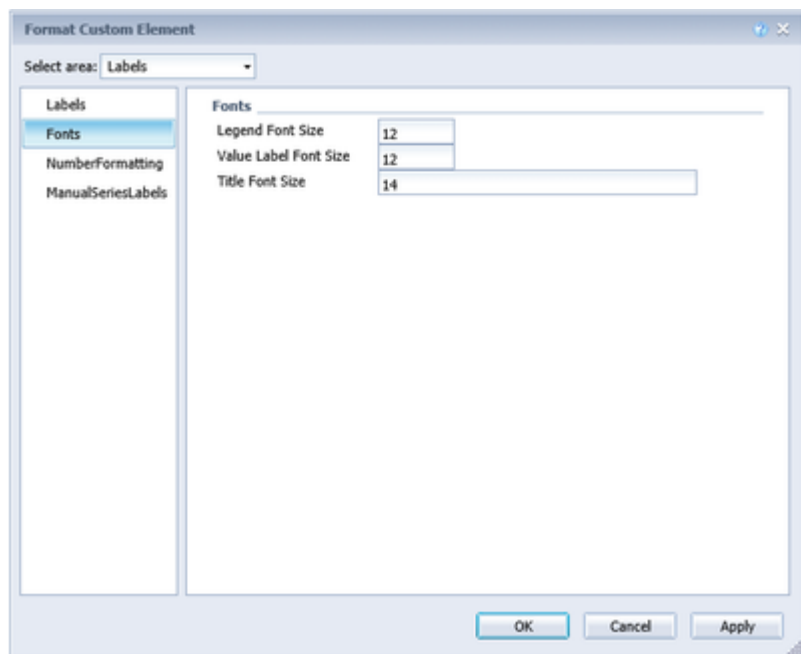 Format Custom Element
Select area: Labels
Labels
Fonts
NumberFormatting
ManualSeriesLabels
Fonts
Legend Font Size 12
Value Label Font Size 12
Title Font Size 14
OK Cancel Apply